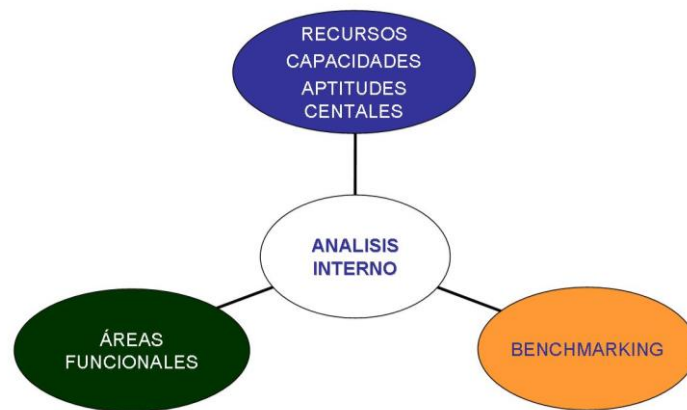 RECURSOS
CAPACIDADES
APTITUDES
CENTALES
ANALISIS
INTERNO
ÁREAS
FUNCIONALES
BENCHMARKING